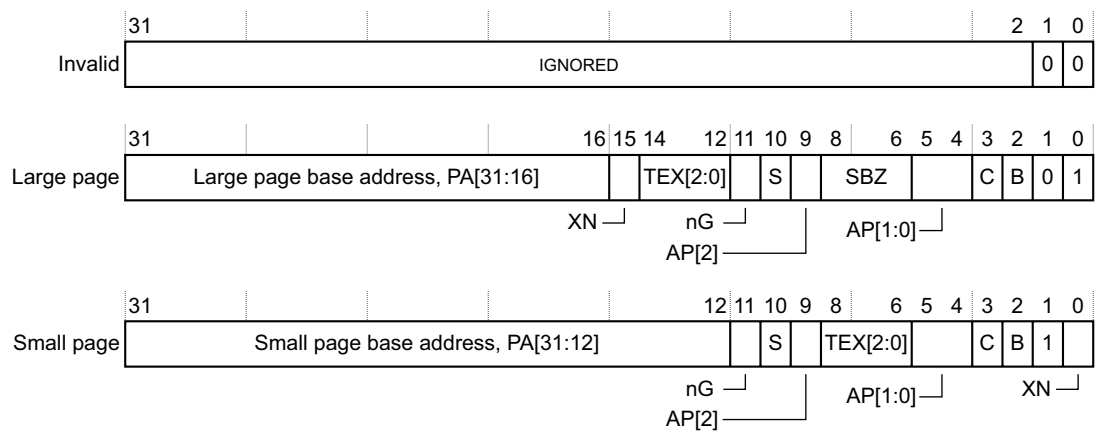 31 2 1 0
Invalid IGNORED 0 0
31 16 15 14 12 11 10 9 8 6 5 4 3 2 1 0
Large page Large page base address, PA[31:16] TEX[2:0] S SBZ C B 0 1
XN nG AP[1:0]
AP[2]
31 12 11 10 9 8 6 5 4 3 2 1 0
Small page Small page base address, PA[31:12] S TEX[2:0] C B 1
nG AP[1:0] XN
AP[2]